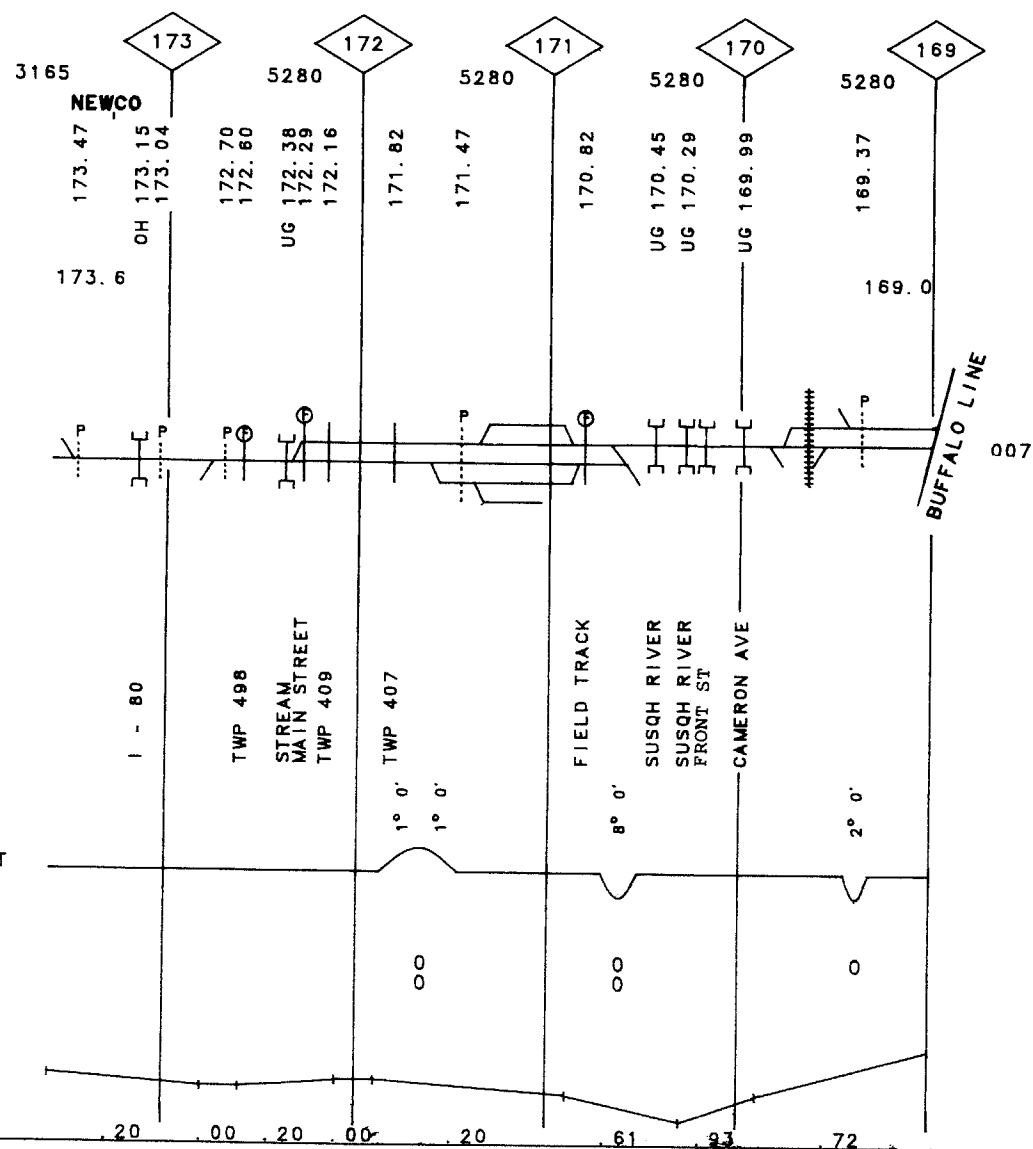 173
172
171
170
169
3165
5280
5280
5280
5280
NEWCO
173.47
OH 173.15
173.04
172.70
172.60
UG 172.38
172.29
172.16
171.82
171.47
170.82
UG 170.45
UG 170.29
UG 169.99
169.37
173.6
169.0
P
P
P
F
F
P
F
P
BUFFALO LINE
007
I - 80
TWP 498
STREAM
MAIN STREET
TWP 409
TWP 407
FIELD TRACK
SUSQH RIVER
SUSQH RIVER
FRONT ST
CAMERON AVE
1° 0'
1° 0'
8° 0'
2° 0'
T
0
0
0
0
0
.20
.00
.20
.00
.20
.61
.93
.72